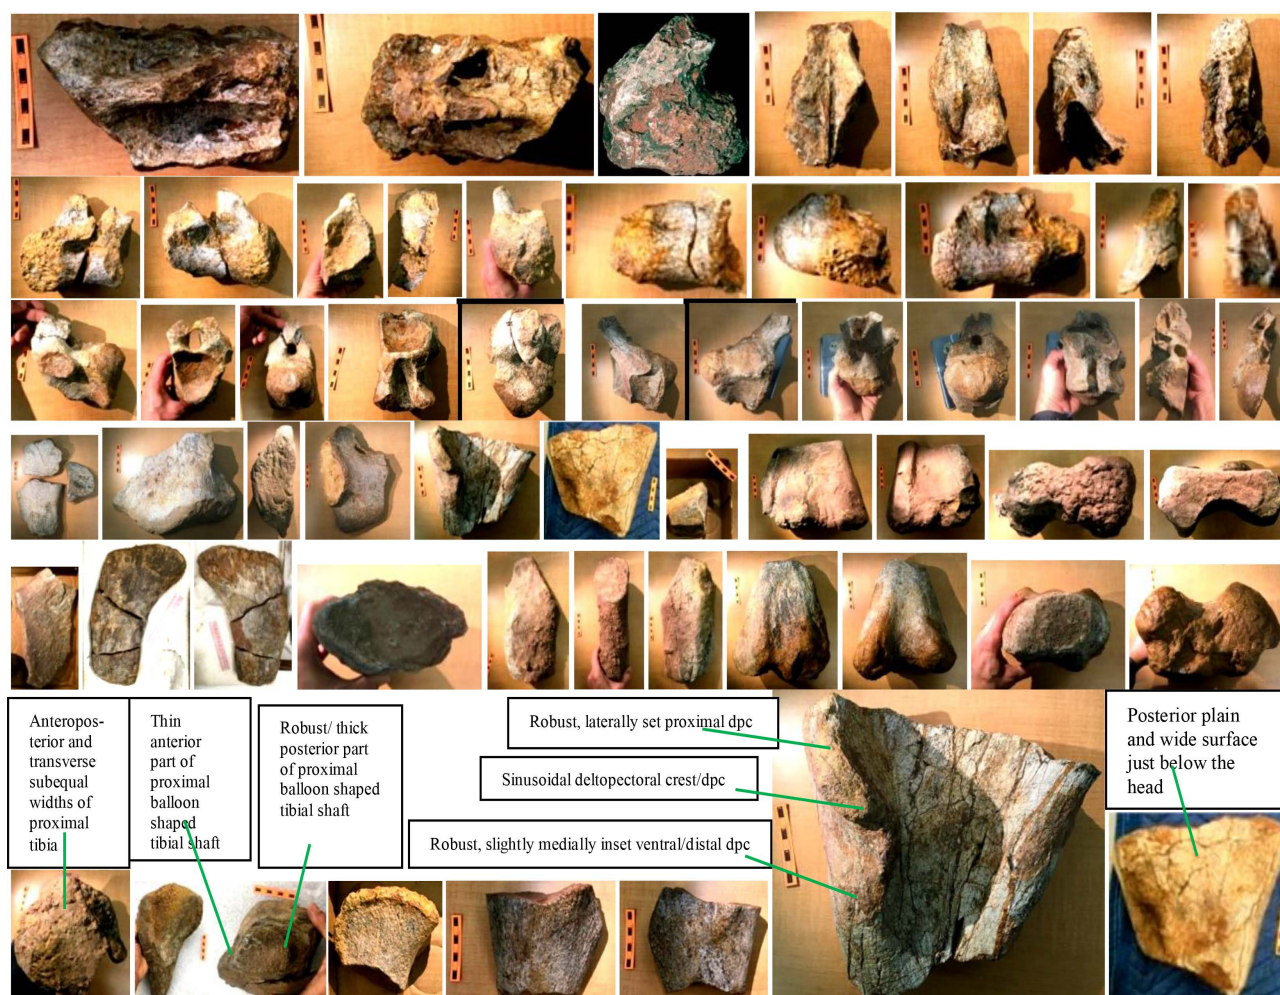 Anteropos-
terior and
transverse
subequal
widths of
proximal
tibia
Thin
anterior
part of
proximal
balloon
shaped
tibial shaft
Robust/ thick
posterior part
of proximal
balloon shaped
tibial shaft
Robust, laterally set proximal dpc
Sinusoidal deltopectoral crest/dpc
Robust, slightly medially inset ventral/distal dpc
Posterior plain
and wide surface
just below the
head